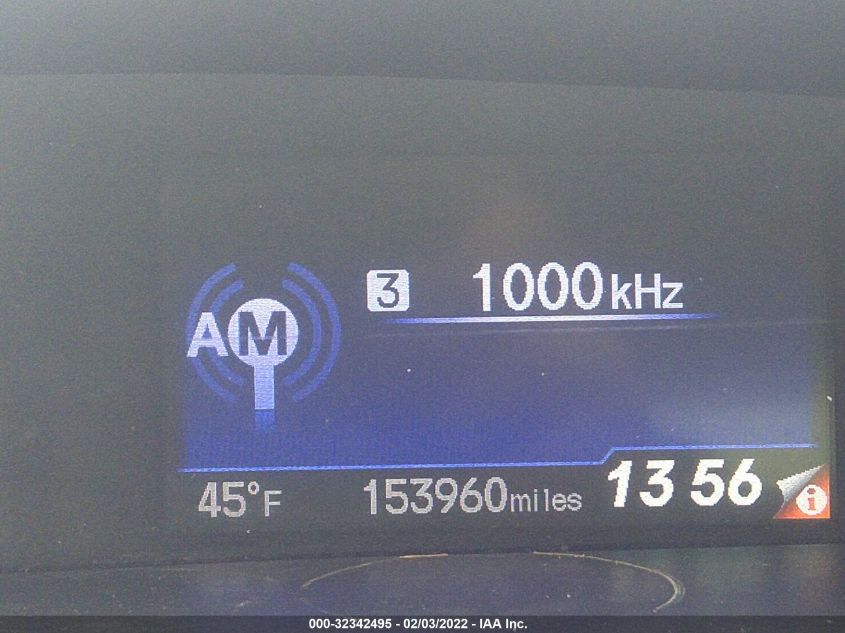 3 1000kHz
AM
45°F 153960miles 13 56 i
000-32342495 - 02/03/2022 - IAA Inc.